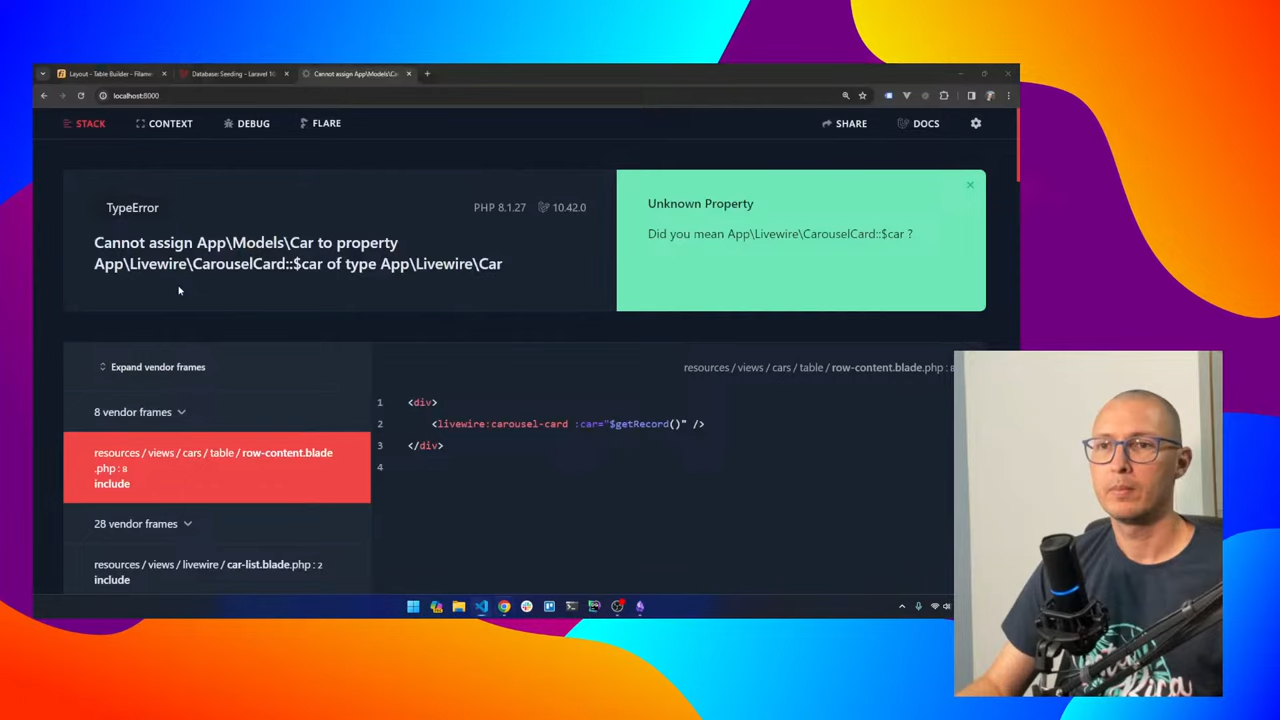 Layout - Table Builder - Filam
Database: Seeding - Laravel 10
Cannot assign App\Models\Ca
localhost:8000
STACK
CONTEXT
DEBUG
FLARE
SHARE
DOCS
TypeError
PHP 8.1.27
10.42.0
Cannot assign App\Models\Car to property
App\Livewire\CarouselCard::$car of type App\Livewire\Car
Unknown Property
Did you mean App\Livewire\CarouselCard::$car ?
Expand vendor frames
8 vendor frames
resources / views / cars / table / row-content.blade
.php : 8
include
28 vendor frames
resources / views / livewire / car-list.blade.php : 2
include
resources / views / cars / table / row-content.blade.php : 8
1 <div>
2 <livewire:carousel-card :car="$getRecord()" />
3 </div>
4